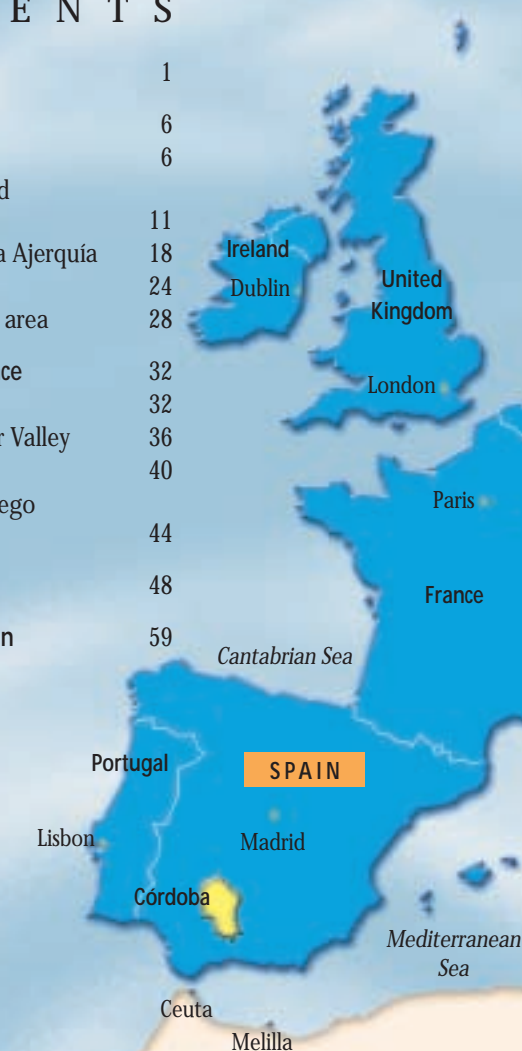 E N T S
1
6
6
d
11
a Ajerquía 18
24
area 28
ce 32
32
r Valley 36
40
ego
44
48
n 59
Ireland
Dublin
United
Kingdom
London
Paris
France
Cantabrian Sea
Portugal
SPAIN
Lisbon
Madrid
Córdoba
Mediterranean
Sea
Ceuta
Melilla